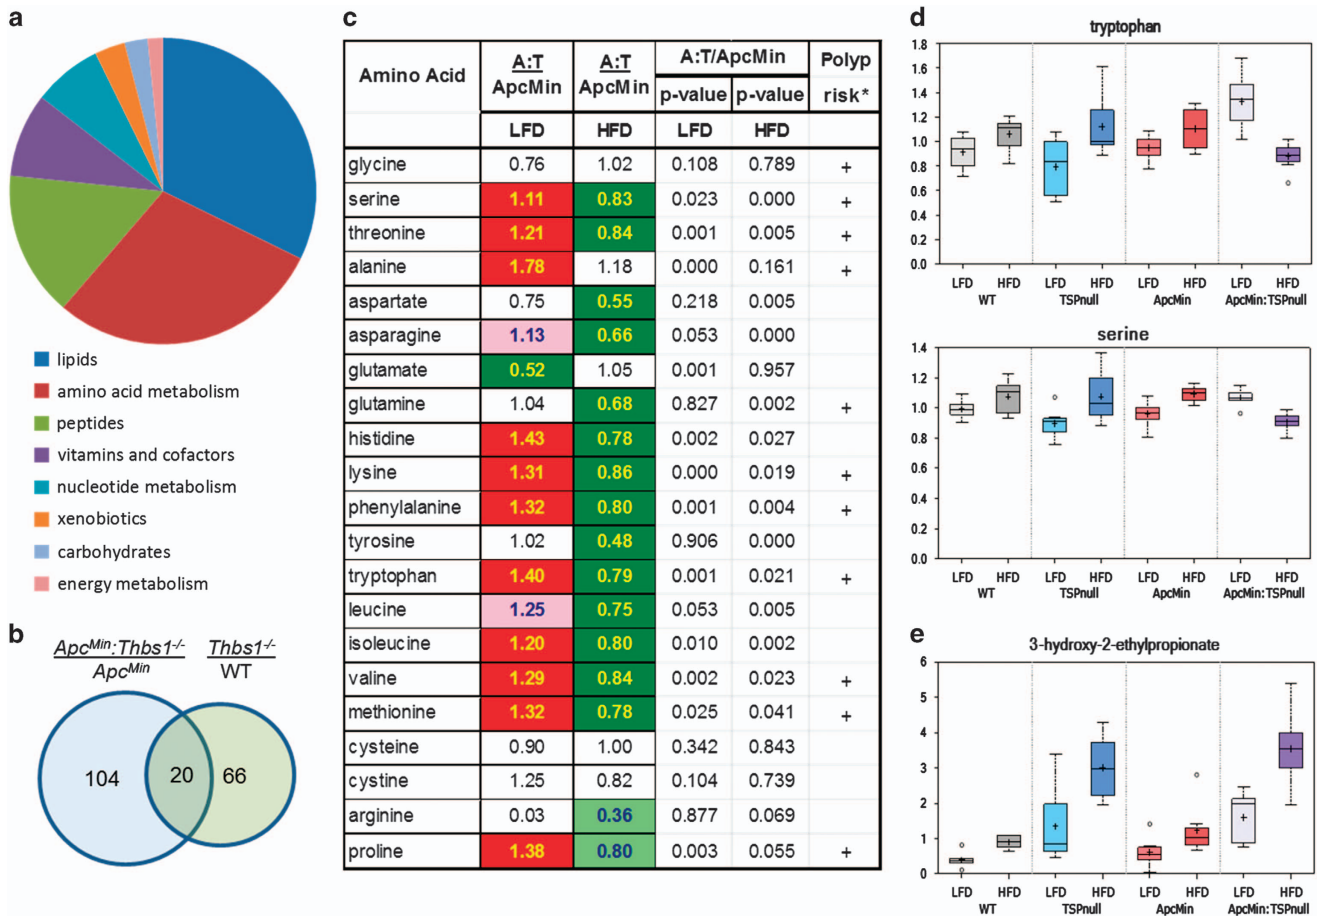 a
lipids
amino acid metabolism
peptides
vitamins and cofactors
nucleotide metabolism
xenobiotics
carbohydrates
energy metabolism
b
ApcMin:Thbs1-/- Thbs1-/-
ApcMin WT
104 20 66
c
Amino Acid A:T ApcMin A:T ApcMin A:T/ApcMin Polyp risk*
p-value p-value
LFD HFD LFD HFD
glycine 0.76 1.02 0.108 0.789 +
serine 1.11 0.83 0.023 0.000 +
threonine 1.21 0.84 0.001 0.005 +
alanine 1.78 1.18 0.000 0.161 +
aspartate 0.75 0.55 0.218 0.005
asparagine 1.13 0.66 0.053 0.000
glutamate 0.52 1.05 0.001 0.957
glutamine 1.04 0.68 0.827 0.002 +
histidine 1.43 0.78 0.002 0.027
lysine 1.31 0.86 0.000 0.019 +
phenylalanine 1.32 0.80 0.001 0.004 +
tyrosine 1.02 0.48 0.906 0.000
tryptophan 1.40 0.79 0.001 0.021 +
leucine 1.25 0.75 0.053 0.005
isoleucine 1.20 0.80 0.010 0.002
valine 1.29 0.84 0.002 0.023 +
methionine 1.32 0.78 0.025 0.041 +
cysteine 0.90 1.00 0.342 0.843
cystine 1.25 0.82 0.104 0.739
arginine 0.03 0.36 0.877 0.069
proline 1.38 0.80 0.003 0.055 +
d
tryptophan
1.8
1.6
1.4
1.2
1.0
0.8
0.6
0.4
0.2
0.0
LFD HFD LFD HFD LFD HFD LFD HFD
WT TSPnull ApcMin ApcMin:TSPnull
serine
1.4
1.2
1.0
0.8
0.6
0.4
0.2
0.0
LFD HFD LFD HFD LFD HFD LFD HFD
WT TSPnull ApcMin ApcMin:TSPnull
e
3-hydroxy-2-ethylpropionate
6
5
4
3
2
1
0
LFD HFD LFD HFD LFD HFD LFD HFD
WT TSPnull ApcMin ApcMin:TSPnull